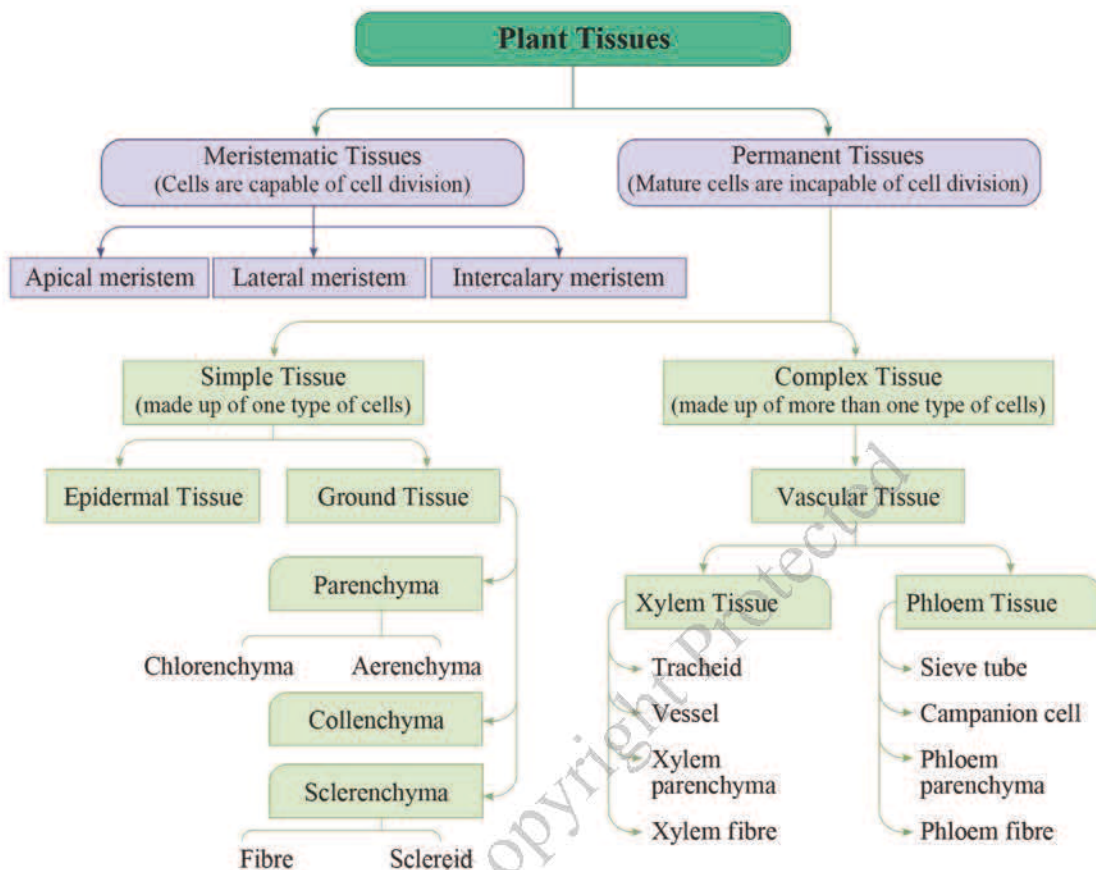 Plant Tissues
Meristematic Tissues
(Cells are capable of cell division)
Permanent Tissues
(Mature cells are incapable of cell division)
Apical meristem
Lateral meristem
Intercalary meristem
Simple Tissue
(made up of one type of cells)
Complex Tissue
(made up of more than one type of cells)
Epidermal Tissue
Ground Tissue
Vascular Tissue
Parenchyma
Chlorenchyma
Aerenchyma
Collenchyma
Sclerenchyma
Fibre
Sclereid
Xylem Tissue
Tracheid
Vessel
Xylem
parenchyma
Xylem fibre
Phloem Tissue
Sieve tube
Campanion cell
Phloem
parenchyma
Phloem fibre
opyright Protected